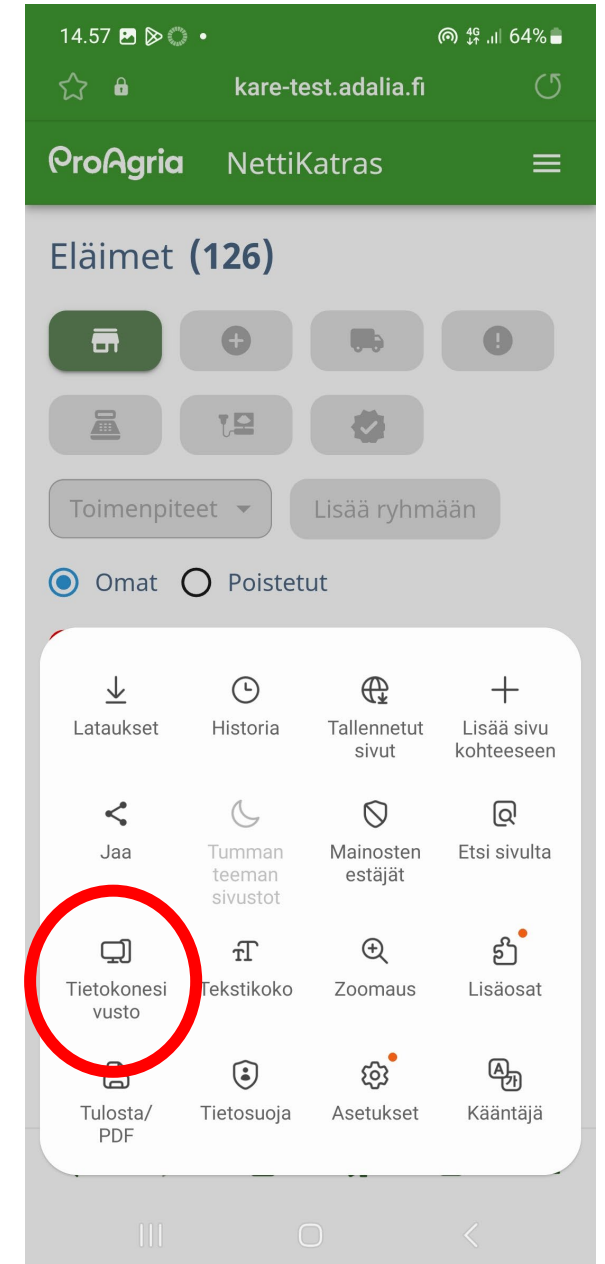 14.57 4G 64%
kare-test.adalia.fi
ProAgria NettiKatras
Eläimet (126)
Toimenpiteet Lisää ryhmään
Omat Poistetut
Lataukset Historia Tallennetut sivut Lisää sivu kohteeseen
Jaa Tumman teeman sivustot Mainosten estäjät Etsi sivulta
Tietokonesi vusto Tekstikoko Zoomaus Lisäosat
Tulosta/ PDF Tietosuoja Asetukset Kääntäjä